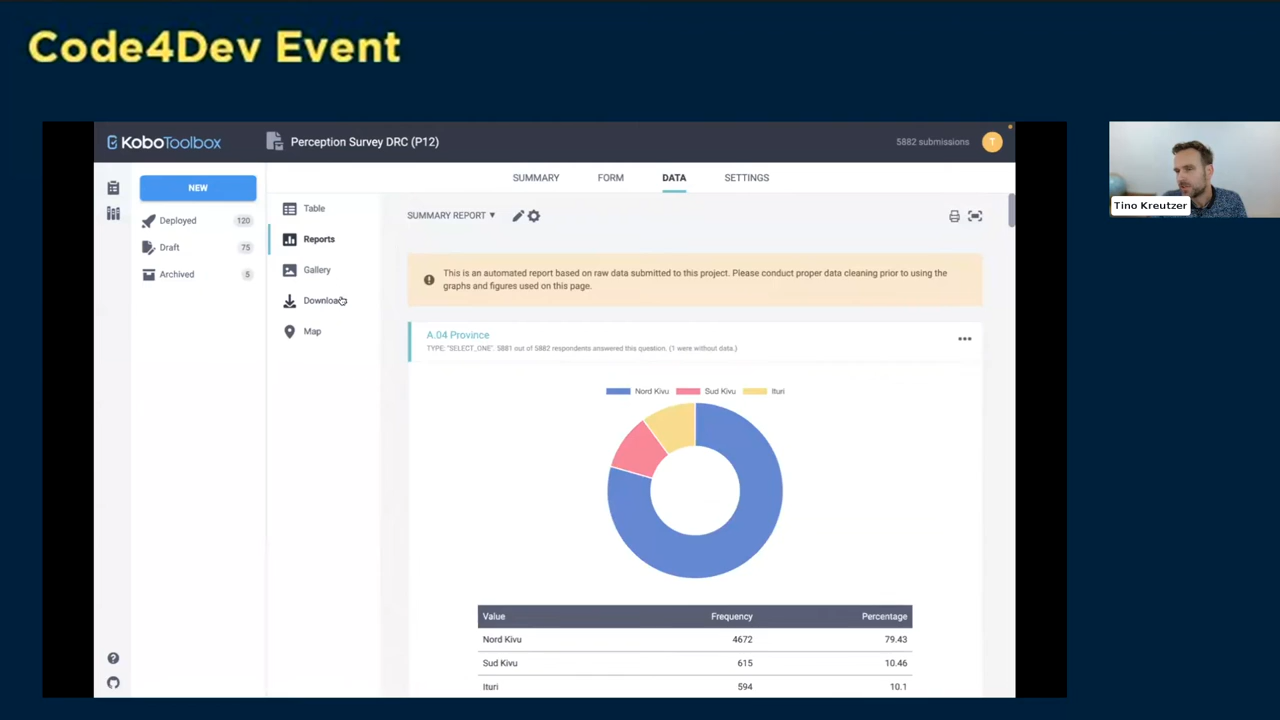 Code4Dev Event
KoboToolbox
Perception Survey DRC (P12)
5882 submissions
T
NEW
Deployed 120
Draft 75
Archived 5
SUMMARY FORM DATA SETTINGS
Table
Reports
Gallery
Downloads
Map
SUMMARY REPORT
This is an automated report based on raw data submitted to this project. Please conduct proper data cleaning prior to using the
graphs and figures used on this page.
A.04 Province
TYPE: "SELECT_ONE". 5881 out of 5882 respondents answered this question. (1 were without data.)
Nord Kivu Sud Kivu Ituri
Value Frequency Percentage
Nord Kivu 4672 79.43
Sud Kivu 615 10.46
Ituri 594 10.1
Tino Kreutzer